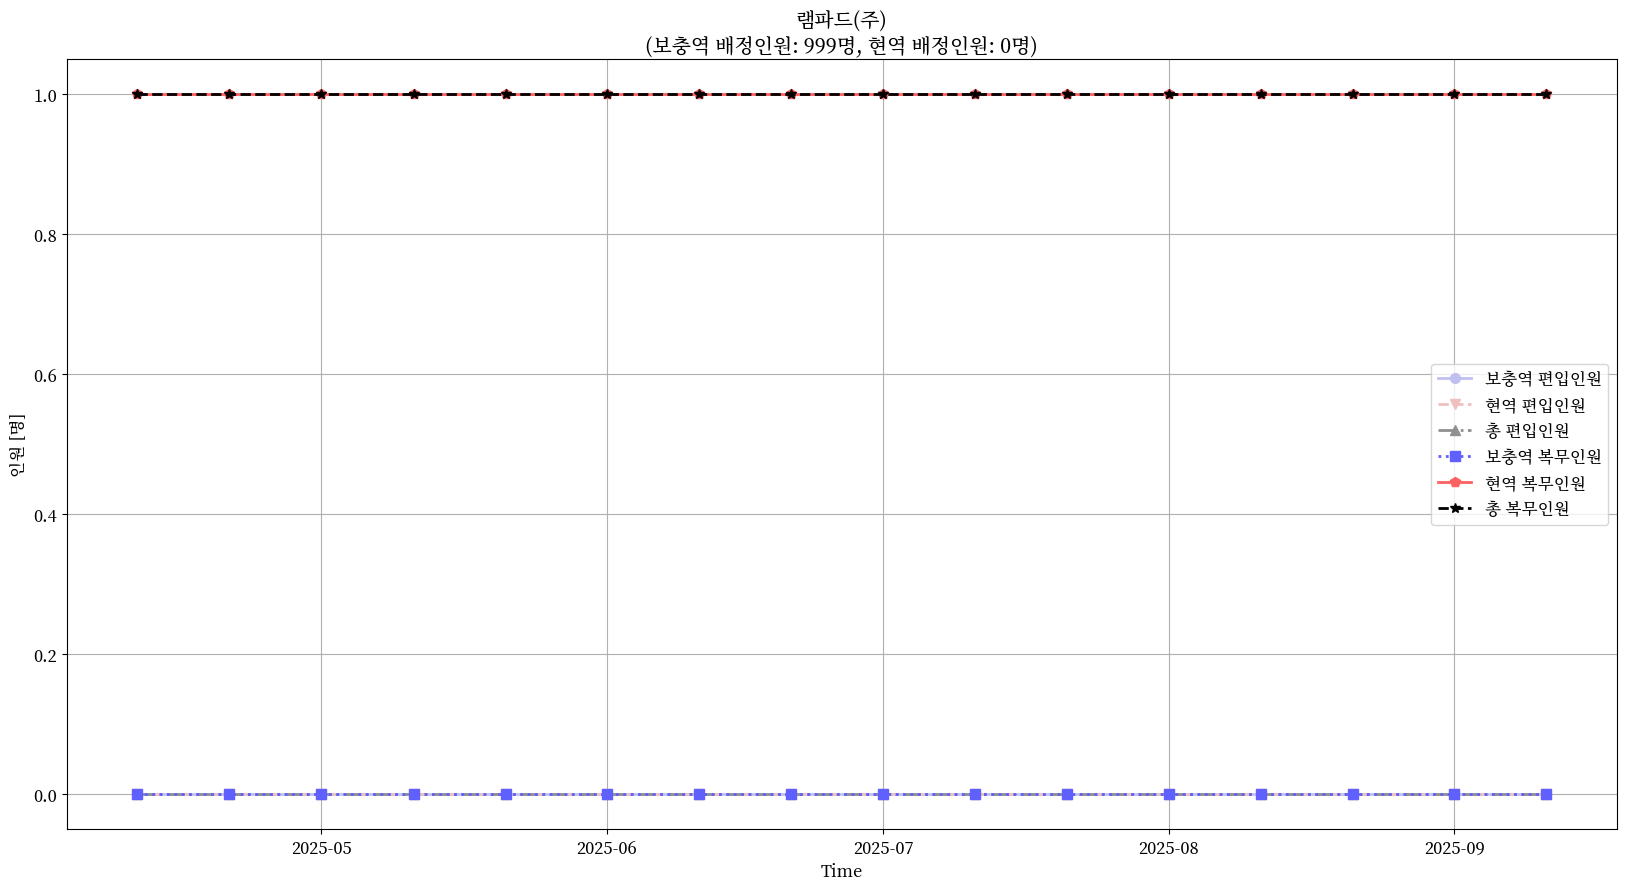 램파드(주)
(보충역 배정인원: 999명, 현역 배정인원: 0명)
1.0
0.8
0.6
0.4
0.2
0.0
인원 [명]
보충역 편입인원
현역 편입인원
총 편입인원
보충역 복무인원
현역 복무인원
총 복무인원
2025-05
2025-06
2025-07
2025-08
2025-09
Time